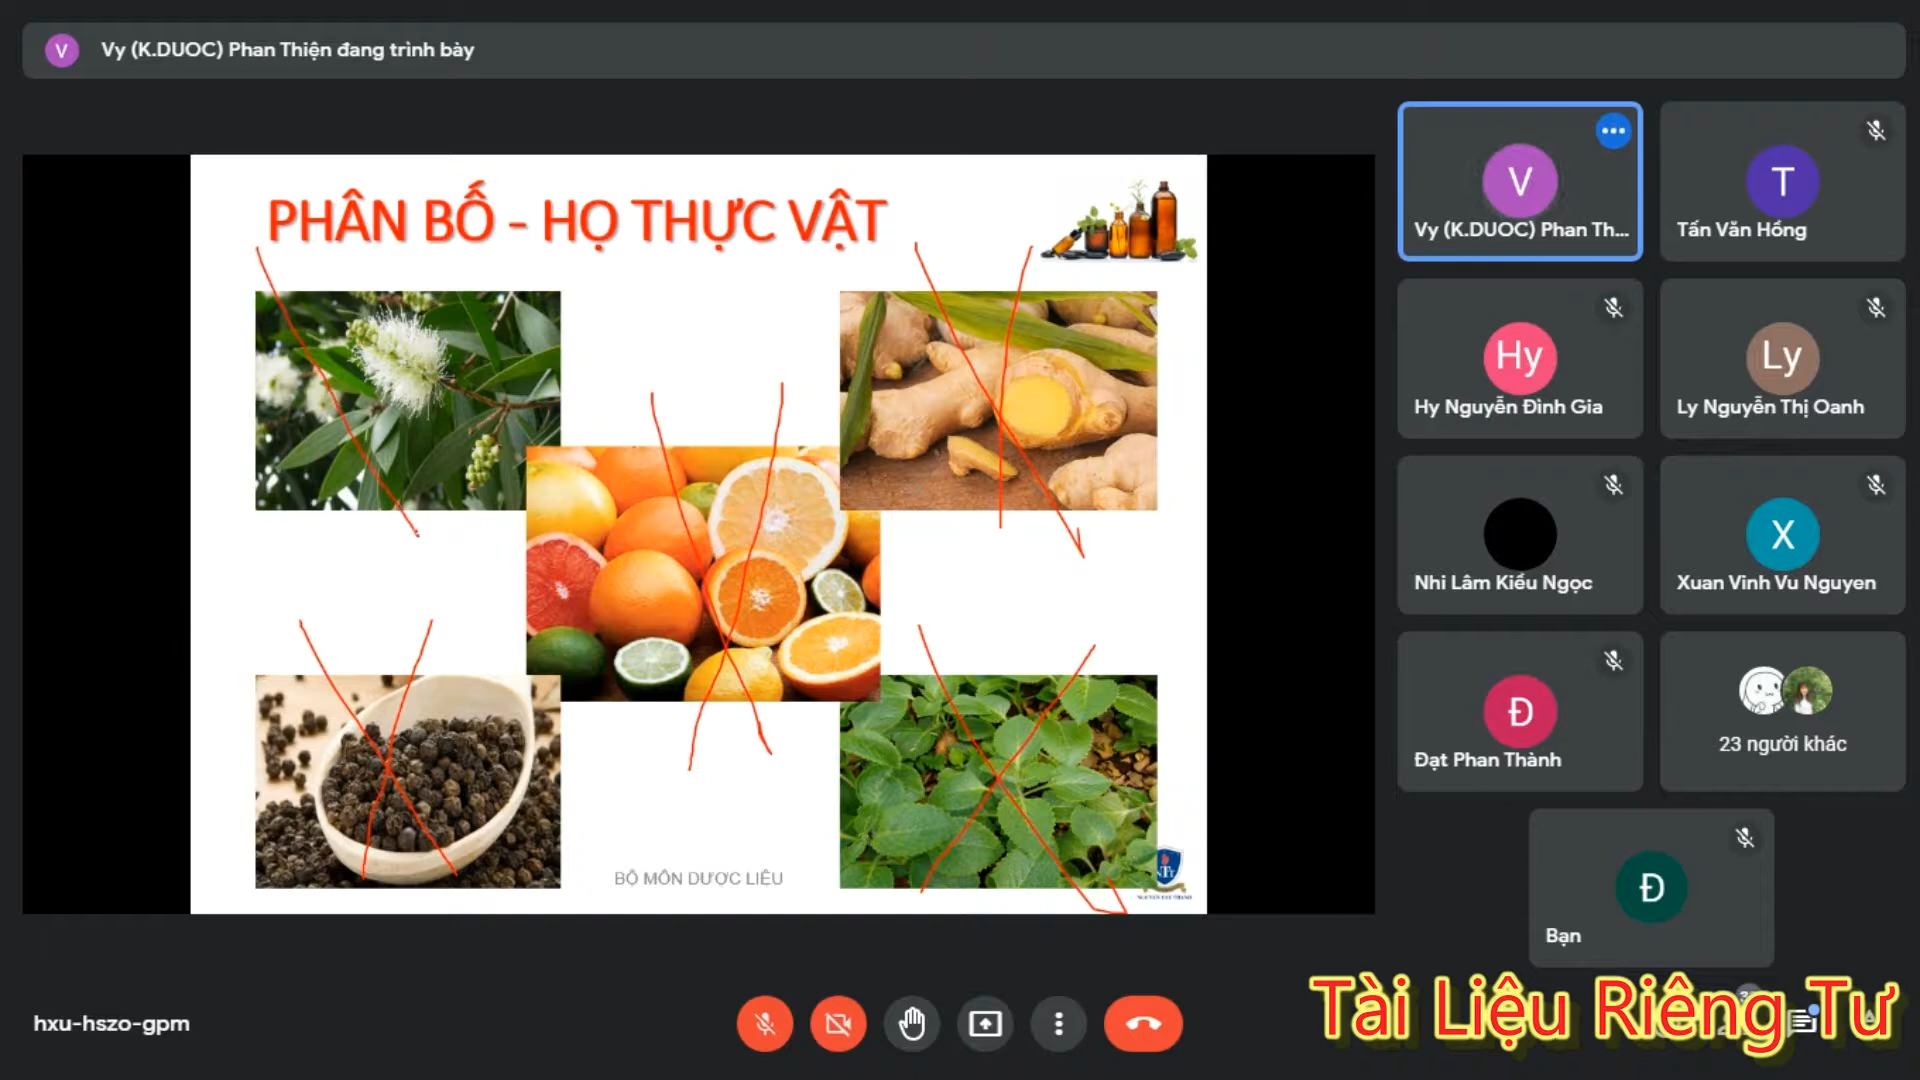 V
Vy (K.DUOC) Phan Thiện đang trình bày
PHÂN BỐ - HỌ THỰC VẬT
BỘ MÔN DƯỢC LIỆU
V
Vy (K.DUOC) Phan Th...
T
Tấn Văn Hồng
Hy
Hy Nguyễn Đình Gia
Ly
Ly Nguyễn Thị Oanh
Nhi Lâm Kiều Ngọc
X
Xuan Vinh Vu Nguyen
Đ
Đạt Phan Thành
23 người khác
Đ
Bạn
hxu-hszo-gpm
Tài Liệu Riêng Tư